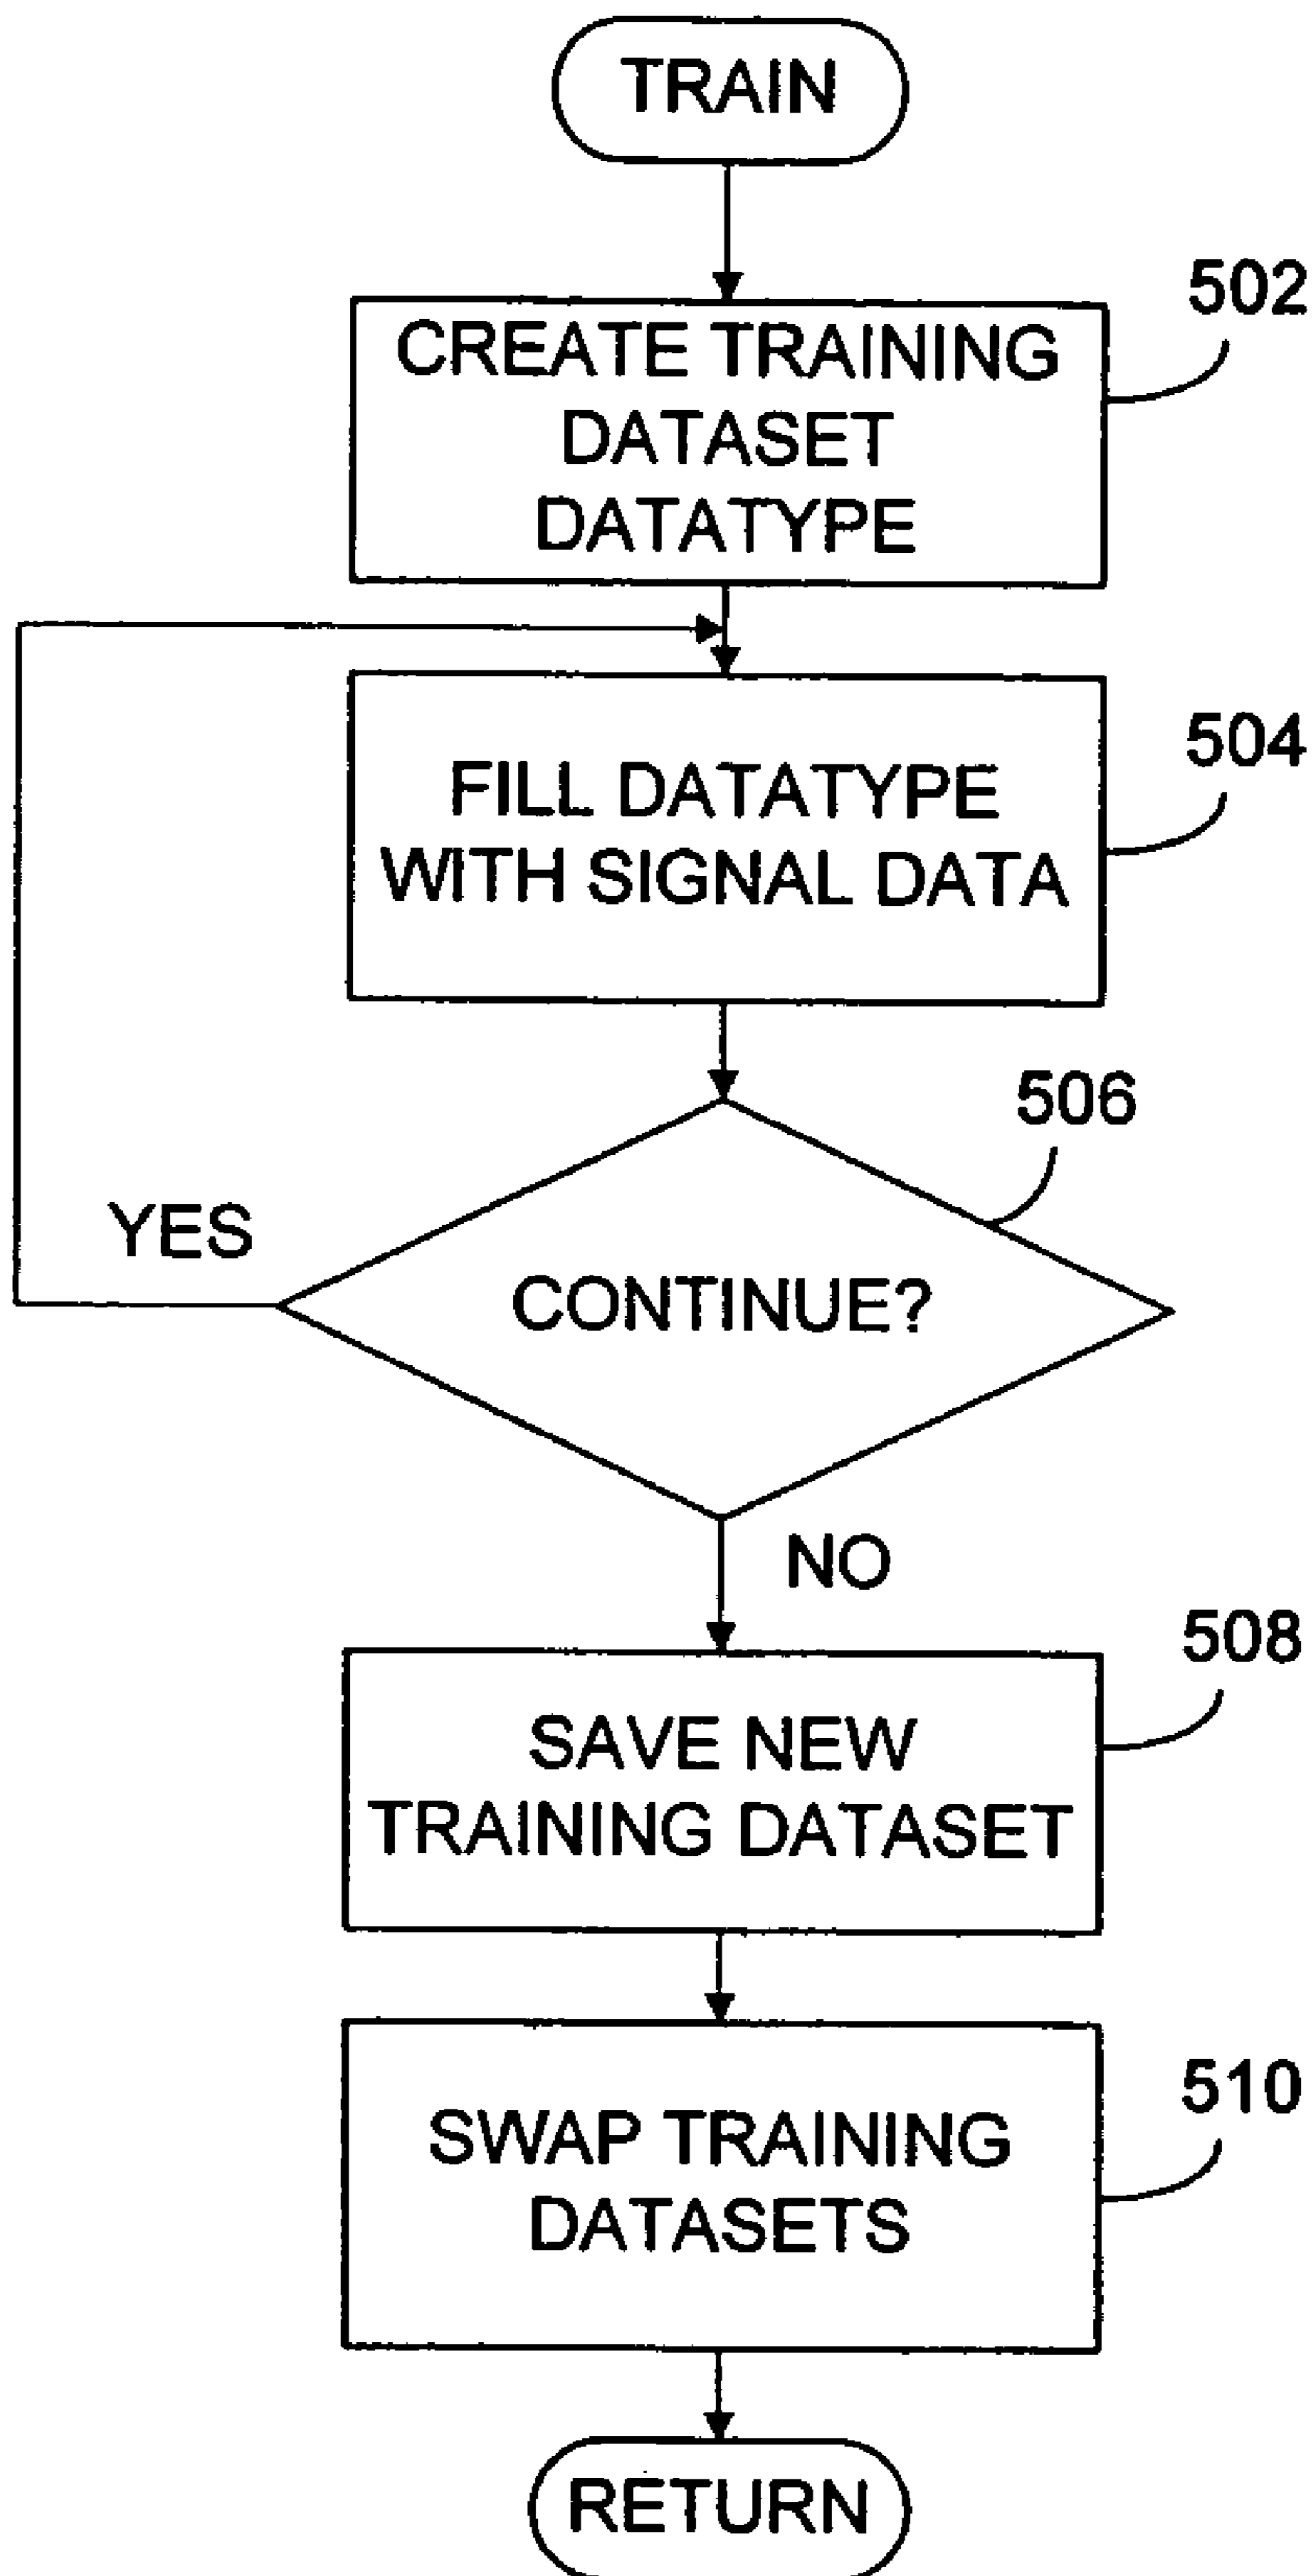 TRAIN
502
CREATE TRAINING
DATASET
DATATYPE
504
FILL DATATYPE
WITH SIGNAL DATA
506
YES
CONTINUE?
NO
508
SAVE NEW
TRAINING DATASET
510
SWAP TRAINING
DATASETS
RETURN